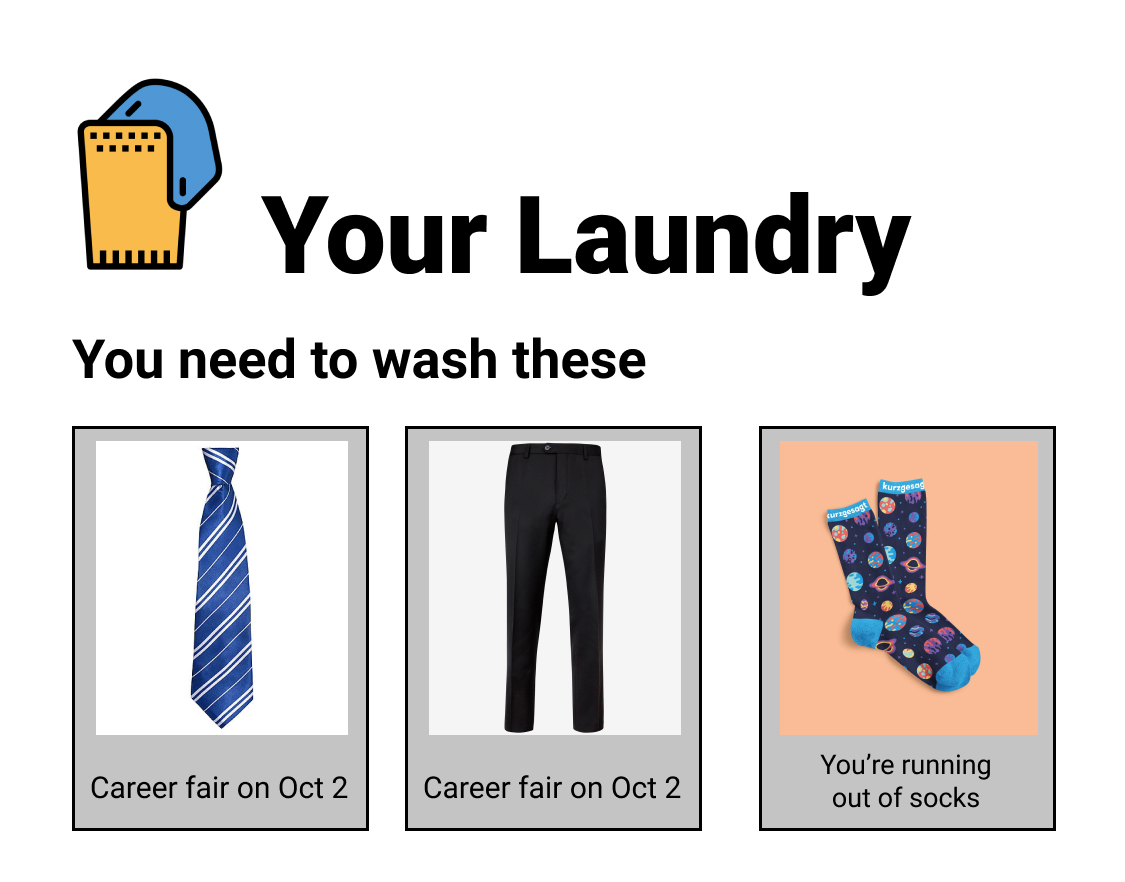 Your Laundry
You need to wash these
kurzgesagt
kurzgesagt
Career fair on Oct 2
Career fair on Oct 2
You’re running
out of socks